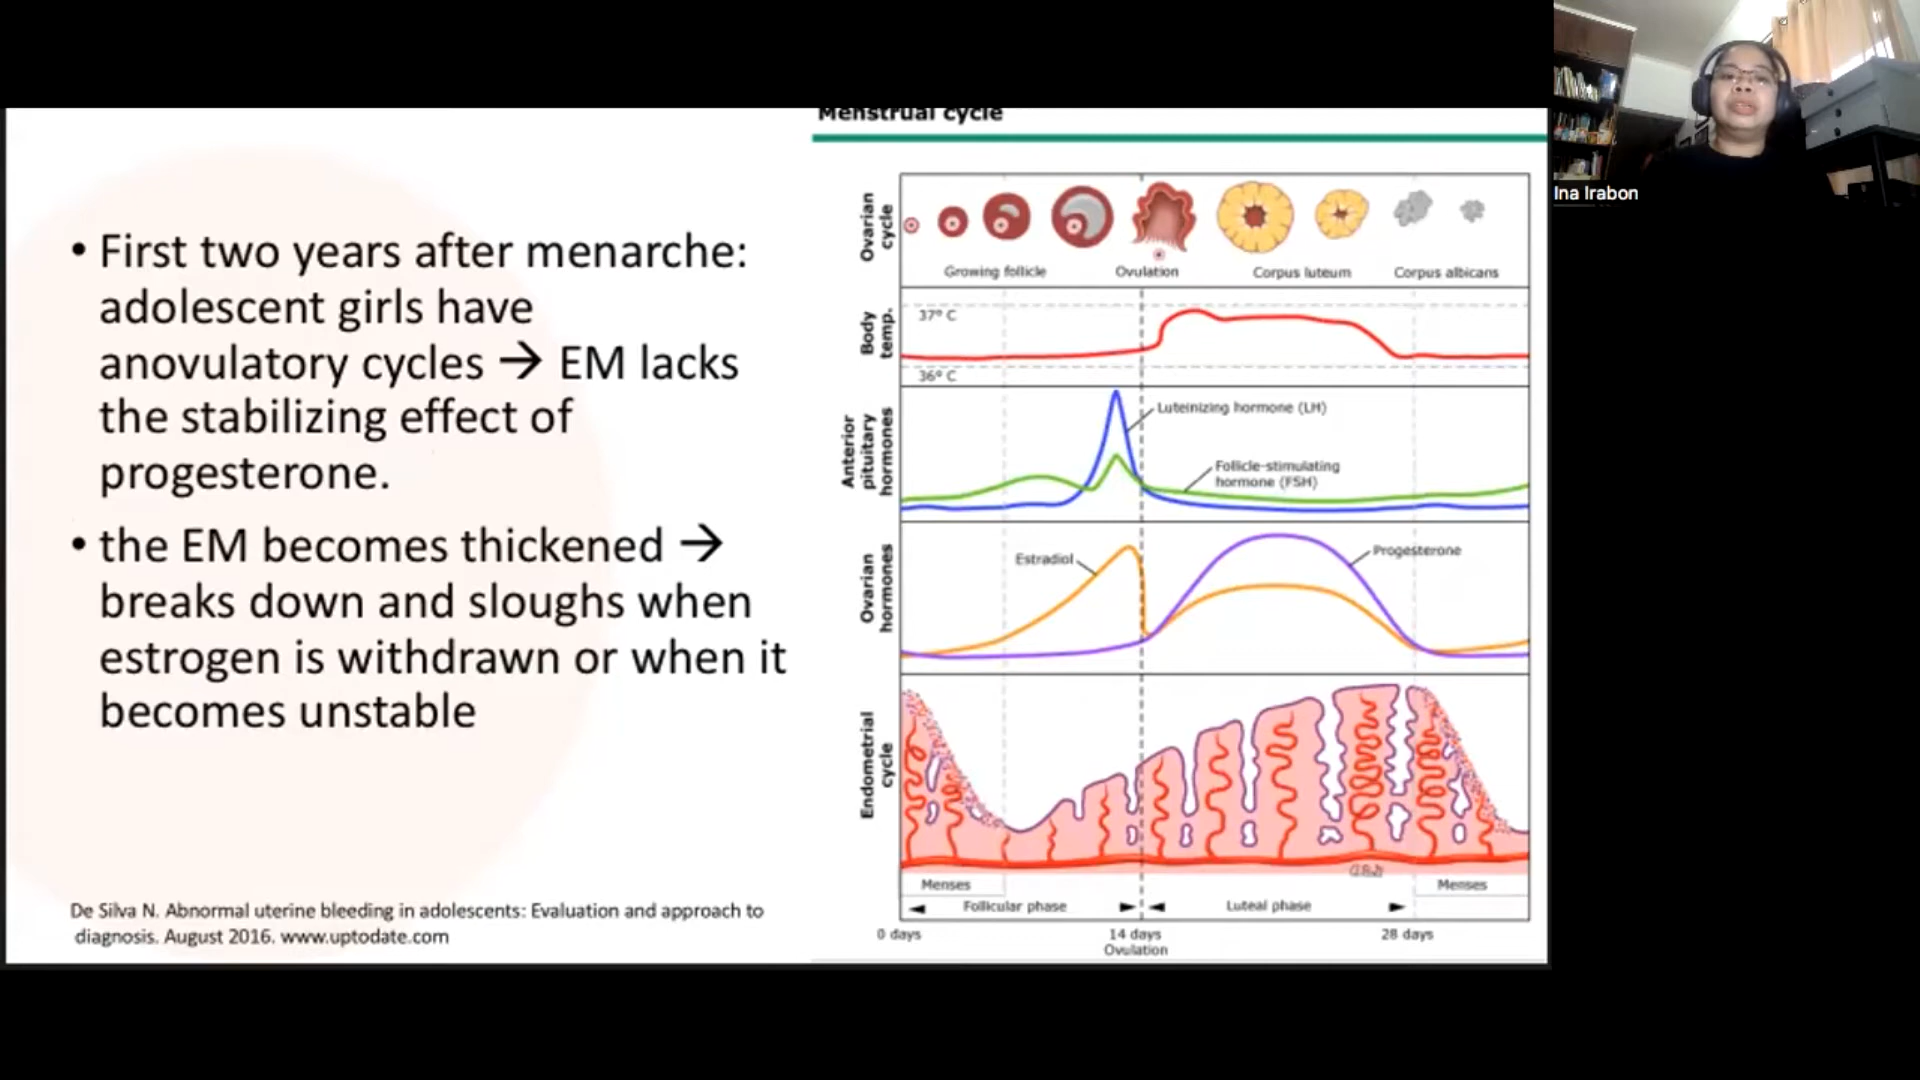 Menstrual cycle
Ina Irabon
• First two years after menarche:
adolescent girls have
anovulatory cycles → EM lacks
the stabilizing effect of
progesterone.
• the EM becomes thickened →
breaks down and sloughs when
estrogen is withdrawn or when it
becomes unstable
De Silva N. Abnormal uterine bleeding in adolescents: Evaluation and approach to
diagnosis. August 2016. www.uptodate.com
Ovarian
cycle
Growing follicle
Ovulation
Corpus luteum
Corpus albicans
Body
temp.
37° C
36° C
Anterior
pituitary
hormones
Luteinizing hormone (LH)
Follicle-stimulating
hormone (FSH)
Ovarian
hormones
Estradiol
Progesterone
Endometrial
cycle
Menses
Menses
Follicular phase
Luteal phase
0 days
14 days
28 days
Ovulation